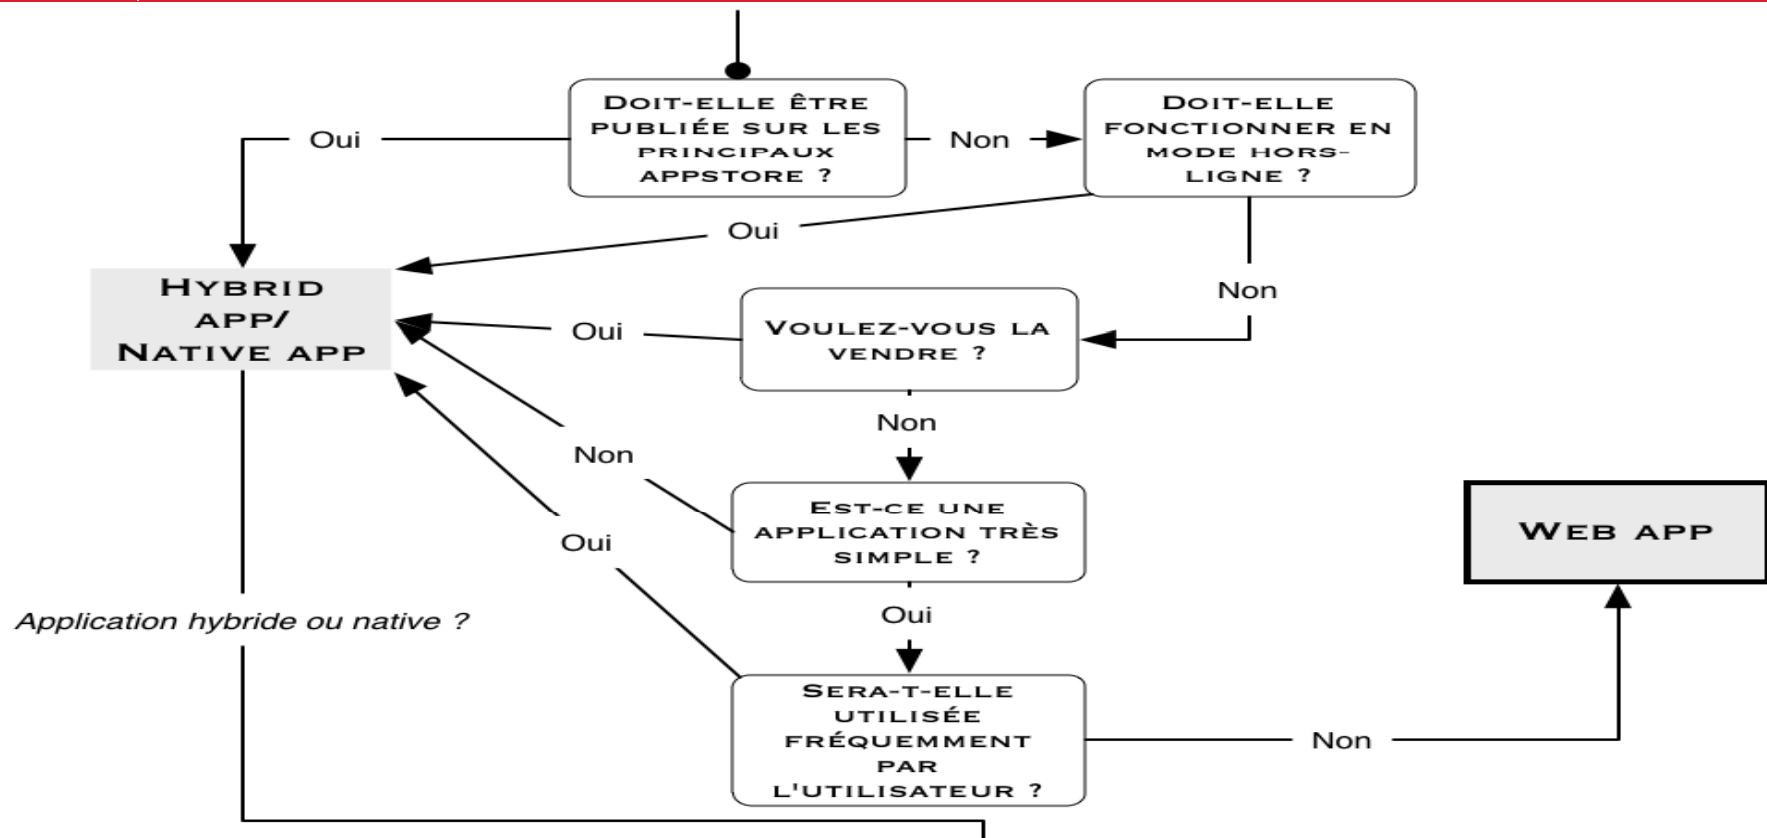 DOIT-ELLE ÊTRE
PUBLIÉE SUR LES
PRINCIPAUX
APPSTORE ?
Oui
Non
DOIT-ELLE
FONCTIONNER EN
MODE HORS-
LIGNE ?
Oui
Non
HYBRID
APP/
NATIVE APP
Oui
VOULEZ-VOUS LA
VENDRE ?
Non
Non
EST-CE UNE
APPLICATION TRÈS
SIMPLE ?
WEB APP
Oui
Oui
Application hybride ou native ?
SERA-T-ELLE
UTILISÉE
FRÉQUEMMENT
PAR
L'UTILISATEUR ?
Non